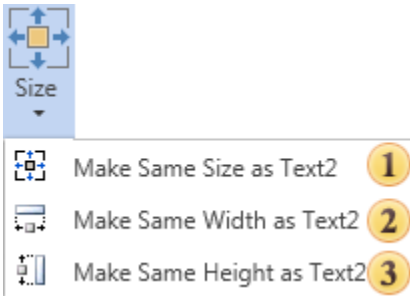 Size
Make Same Size as Text2 1
Make Same Width as Text2 2
Make Same Height as Text2 3